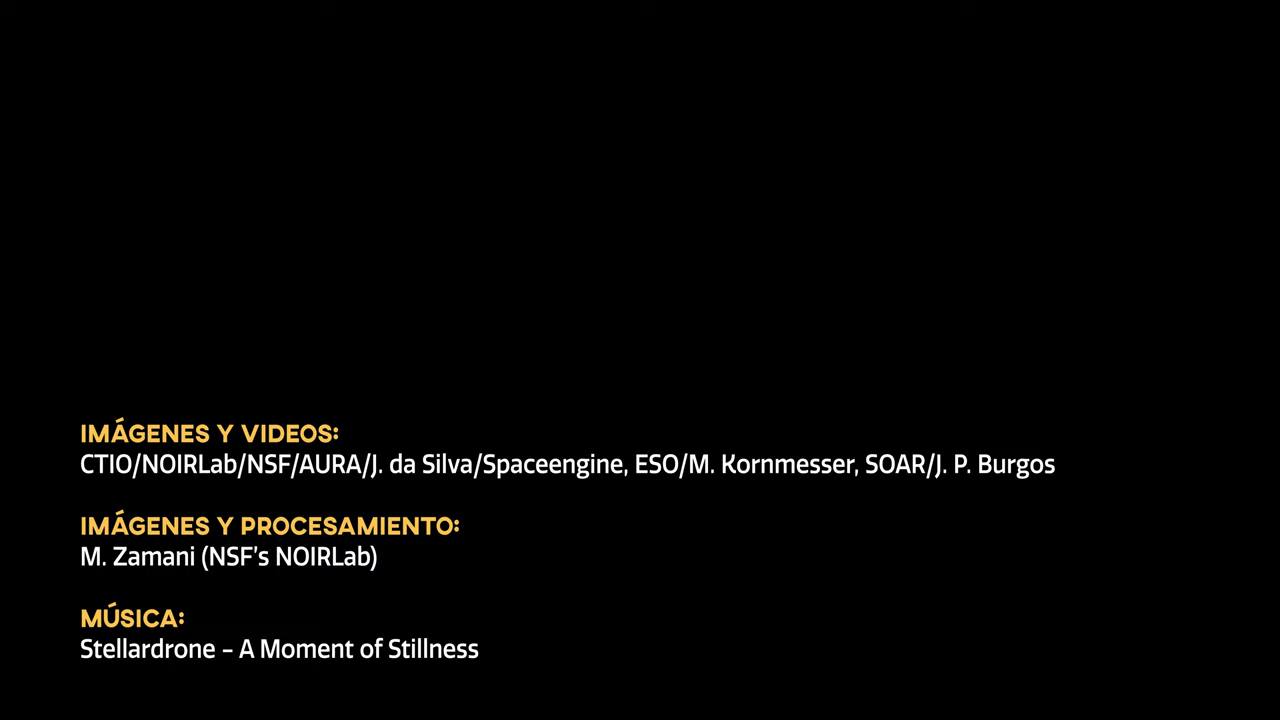 IMÁGENES Y VIDEOS:
CTIO/NOIRLab/NSF/AURA/J. da Silva/Spaceengine, ESO/M. Kornmesser, SOAR/J. P. Burgos
IMÁGENES Y PROCESAMIENTO:
M. Zamani (NSF’s NOIRLab)
MÚSICA:
Stellardrone – A Moment of Stillness